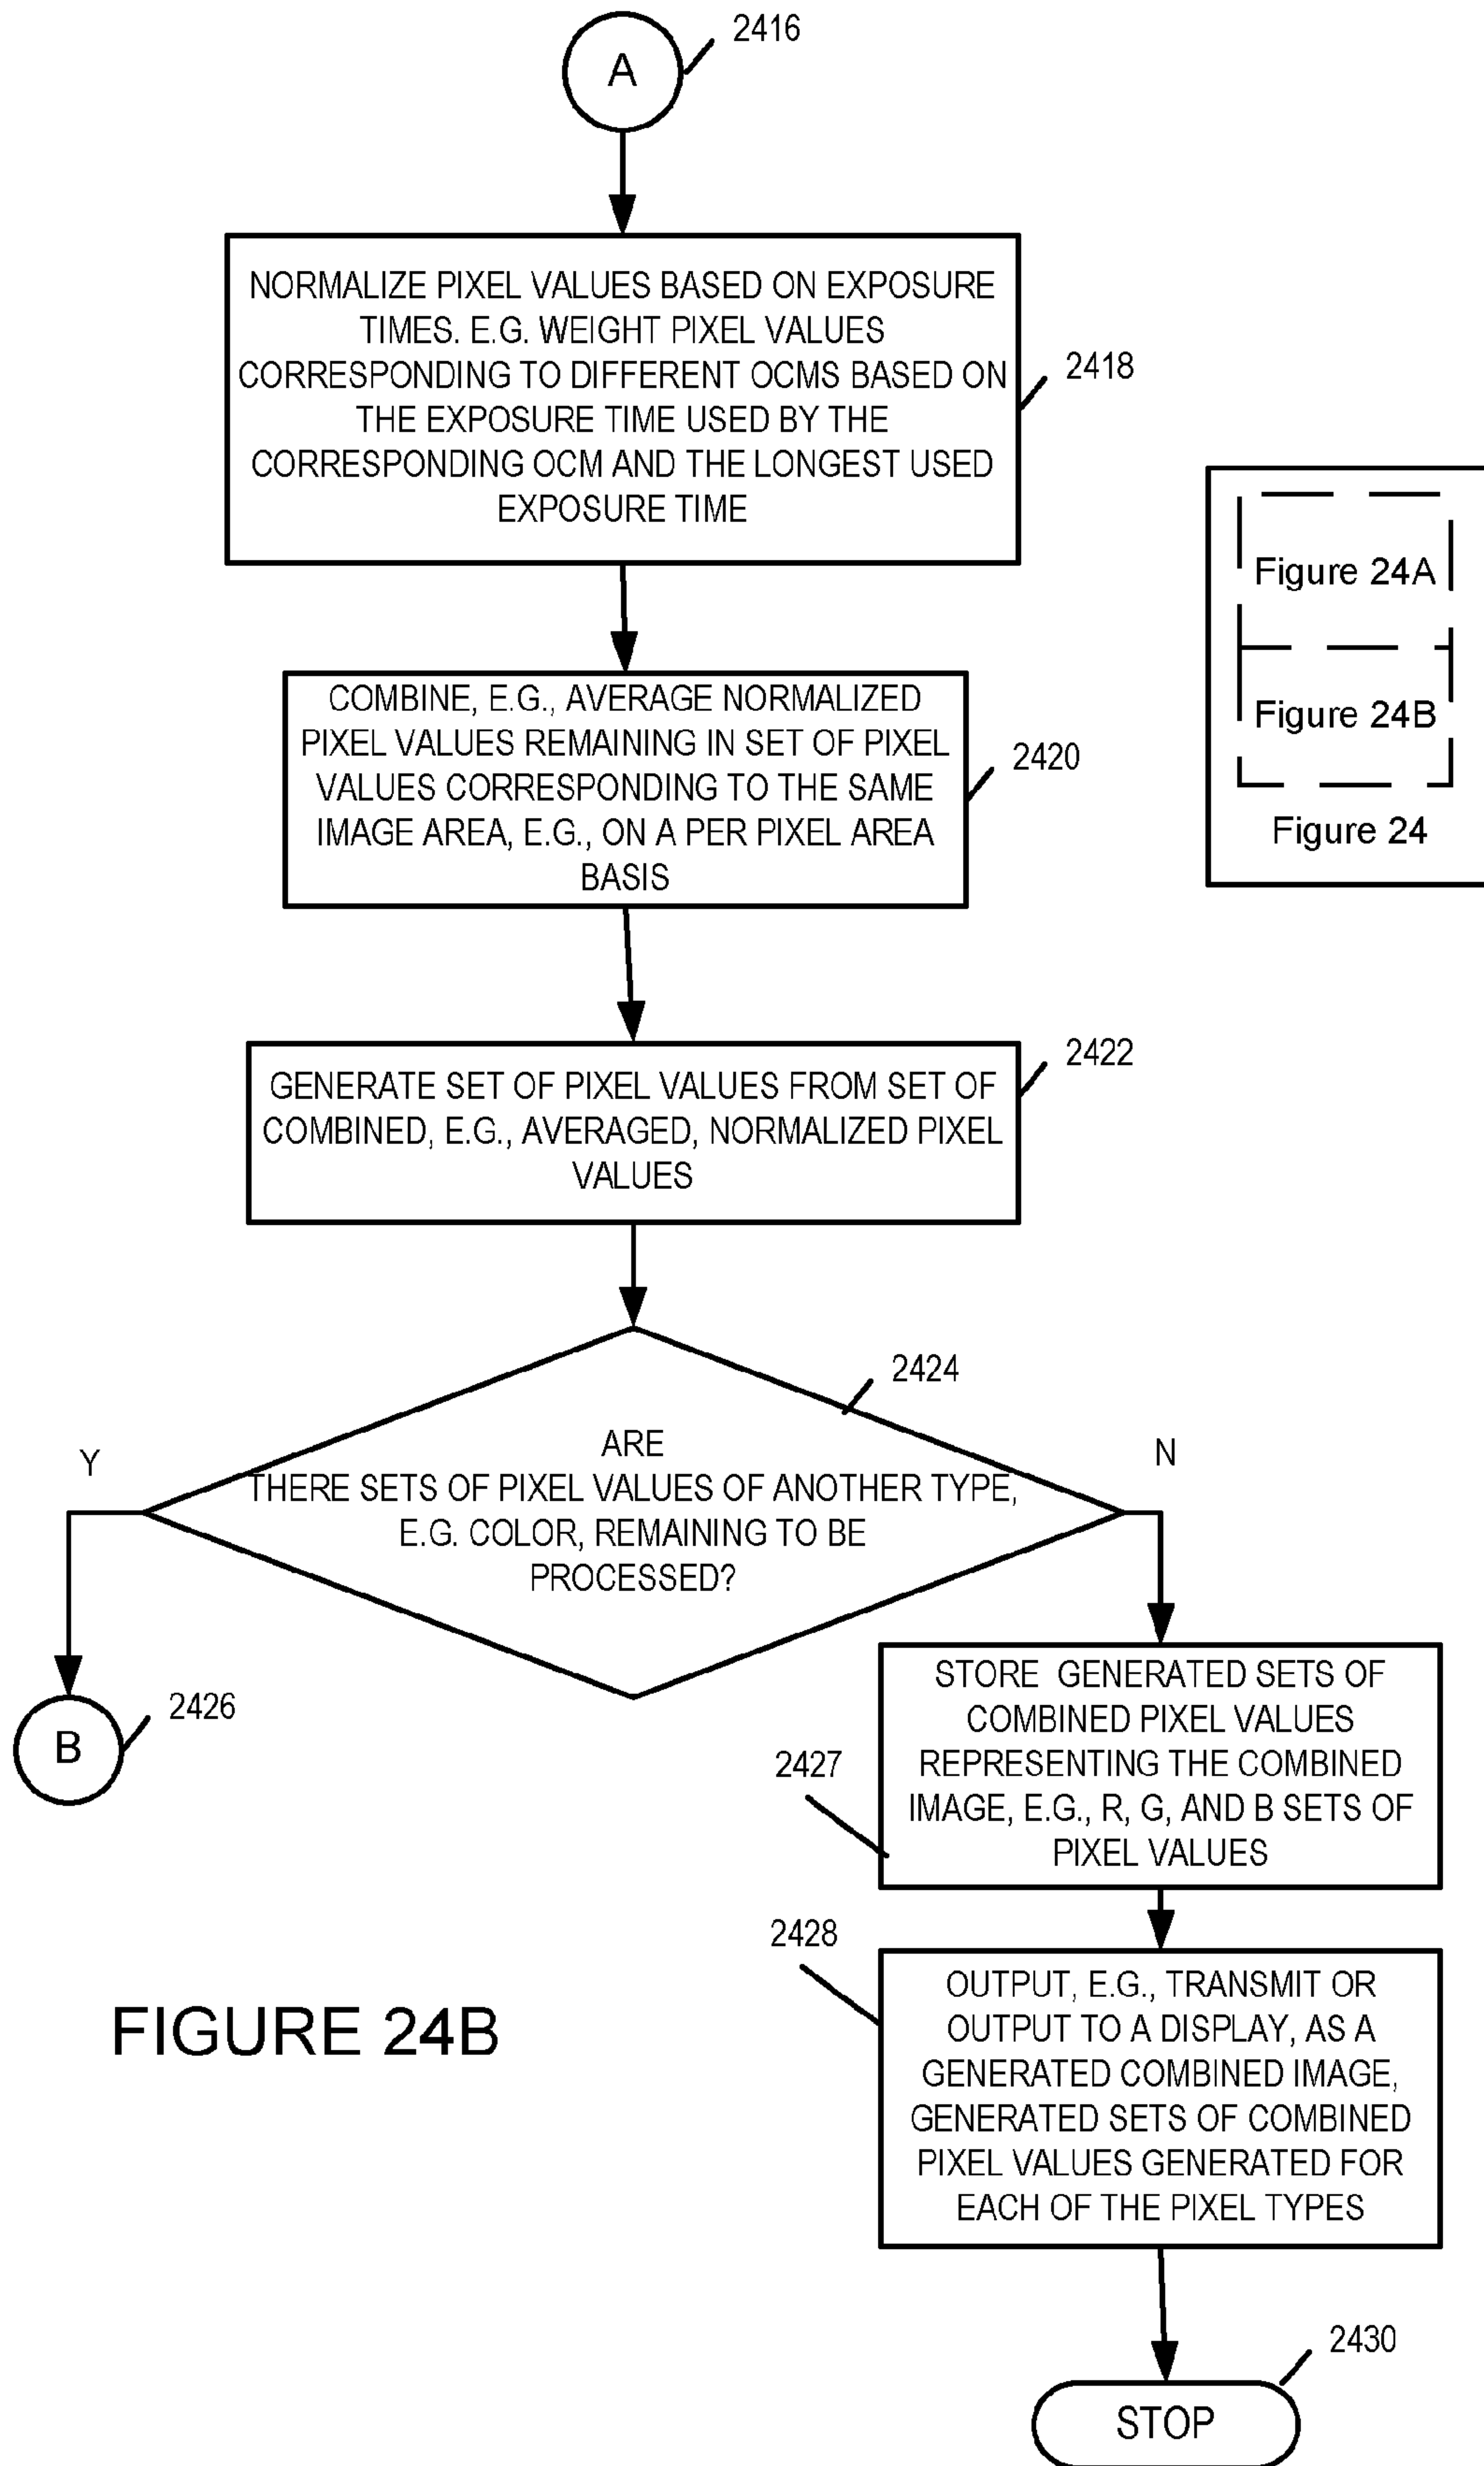 A
2416
NORMALIZE PIXEL VALUES BASED ON EXPOSURE
TIMES. E.G. WEIGHT PIXEL VALUES
CORRESPONDING TO DIFFERENT OCMS BASED ON
THE EXPOSURE TIME USED BY THE
CORRESPONDING OCM AND THE LONGEST USED
EXPOSURE TIME
2418
Figure 24A
Figure 24B
Figure 24
COMBINE, E.G., AVERAGE NORMALIZED
PIXEL VALUES REMAINING IN SET OF PIXEL
VALUES CORRESPONDING TO THE SAME
IMAGE AREA, E.G., ON A PER PIXEL AREA
BASIS
2420
GENERATE SET OF PIXEL VALUES FROM SET OF
COMBINED, E.G., AVERAGED, NORMALIZED PIXEL
VALUES
2422
2424
ARE
THERE SETS OF PIXEL VALUES OF ANOTHER TYPE,
E.G. COLOR, REMAINING TO BE
PROCESSED?
Y
N
B
2426
STORE GENERATED SETS OF
COMBINED PIXEL VALUES
REPRESENTING THE COMBINED
IMAGE, E.G., R, G, AND B SETS OF
PIXEL VALUES
2427
2428
OUTPUT, E.G., TRANSMIT OR
OUTPUT TO A DISPLAY, AS A
GENERATED COMBINED IMAGE,
GENERATED SETS OF COMBINED
PIXEL VALUES GENERATED FOR
EACH OF THE PIXEL TYPES
FIGURE 24B
2430
STOP